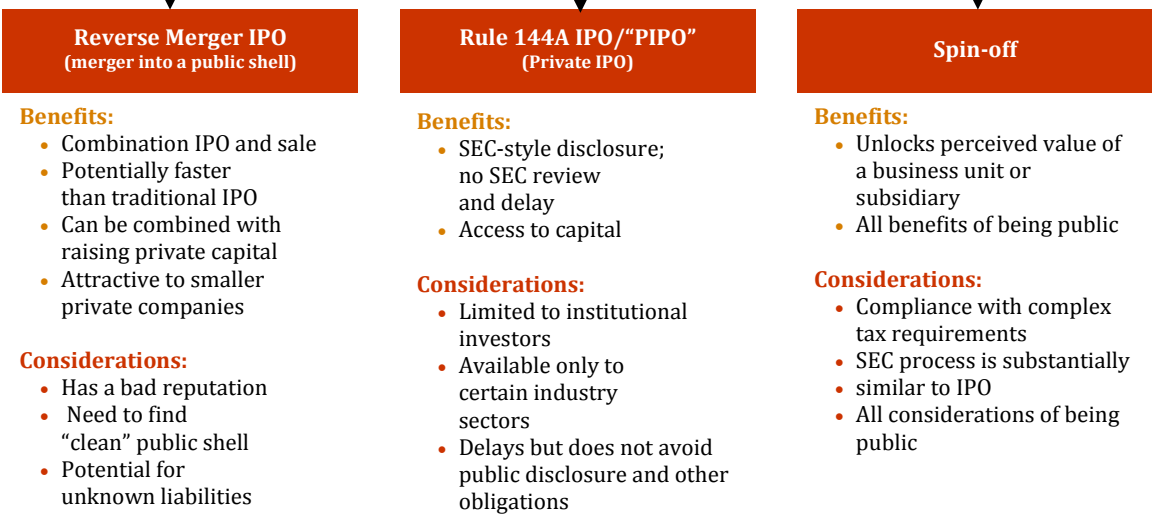 Reverse Merger IPO
(merger into a public shell)
Benefits:
• Combination IPO and sale
• Potentially faster
than traditional IPO
• Can be combined with
raising private capital
• Attractive to smaller
private companies
Considerations:
• Has a bad reputation
• Need to find
“clean” public shell
• Potential for
unknown liabilities
Rule 144A IPO/“PIPO”
(Private IPO)
Benefits:
• SEC-style disclosure;
no SEC review
and delay
• Access to capital
Considerations:
• Limited to institutional
investors
• Available only to
certain industry
sectors
• Delays but does not avoid
public disclosure and other
obligations
Spin-off
Benefits:
• Unlocks perceived value of
a business unit or
subsidiary
• All benefits of being public
Considerations:
• Compliance with complex
tax requirements
• SEC process is substantially
• similar to IPO
• All considerations of being
public